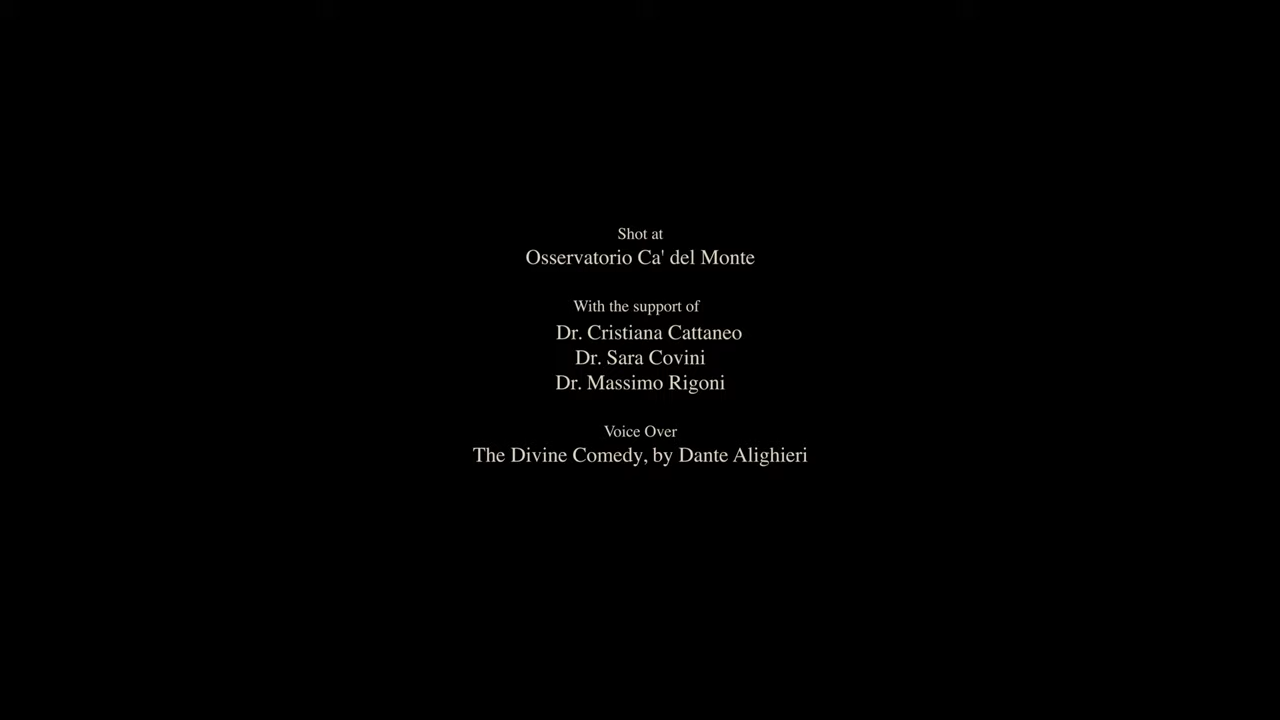 Shot at
Osservatorio Ca' del Monte
With the support of
Dr. Cristiana Cattaneo
Dr. Sara Covini
Dr. Massimo Rigoni
Voice Over
The Divine Comedy, by Dante Alighieri